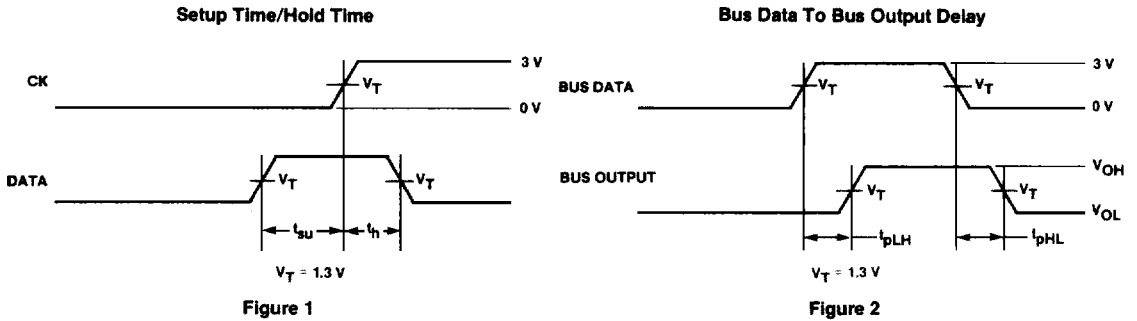 Setup Time/Hold Time
CK
VT
3 V
0 V
DATA
VT
VT
tsu
th
VT = 1.3 V
Figure 1
Bus Data To Bus Output Delay
BUS DATA
VT
VT
3 V
0 V
BUS OUTPUT
VT
VT
VOH
VOL
tpLH
tpHL
VT = 1.3 V
Figure 2